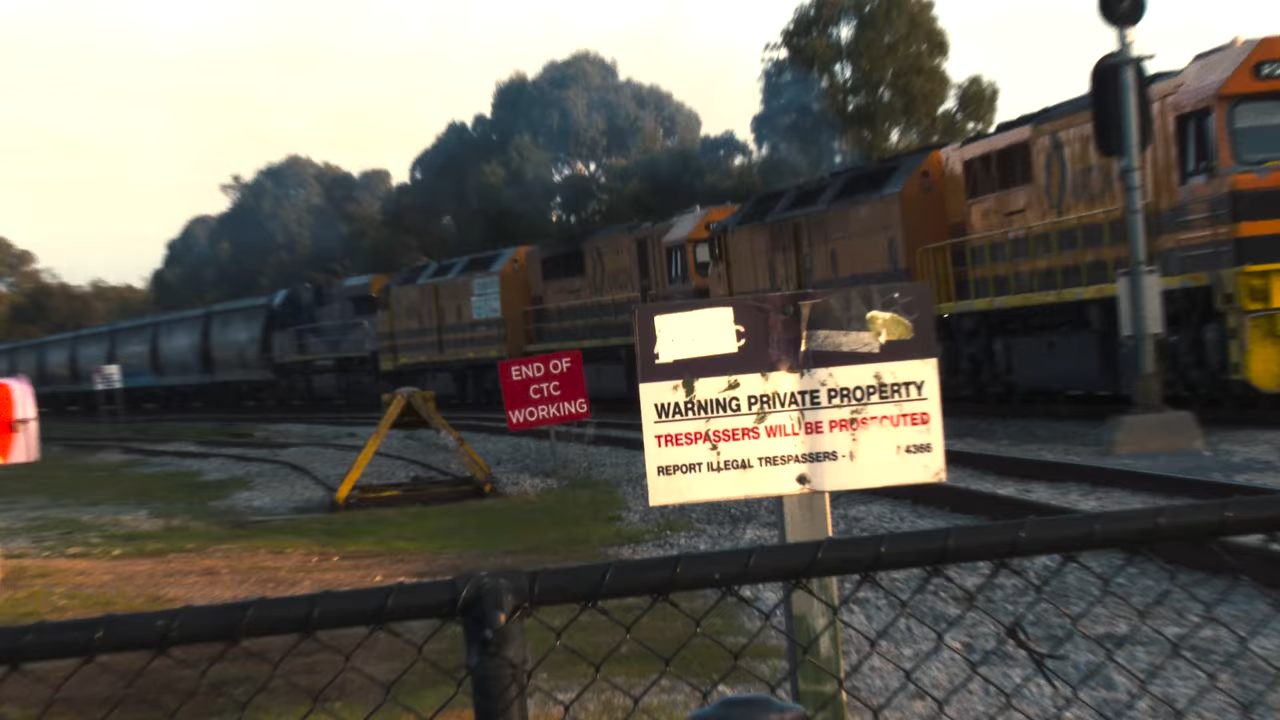 END OF
CTC
WORKING
WARNING PRIVATE PROPERTY
TRESPASSERS WILL BE PROSECUTED
REPORT ILLEGAL TRESPASSERS - 4366